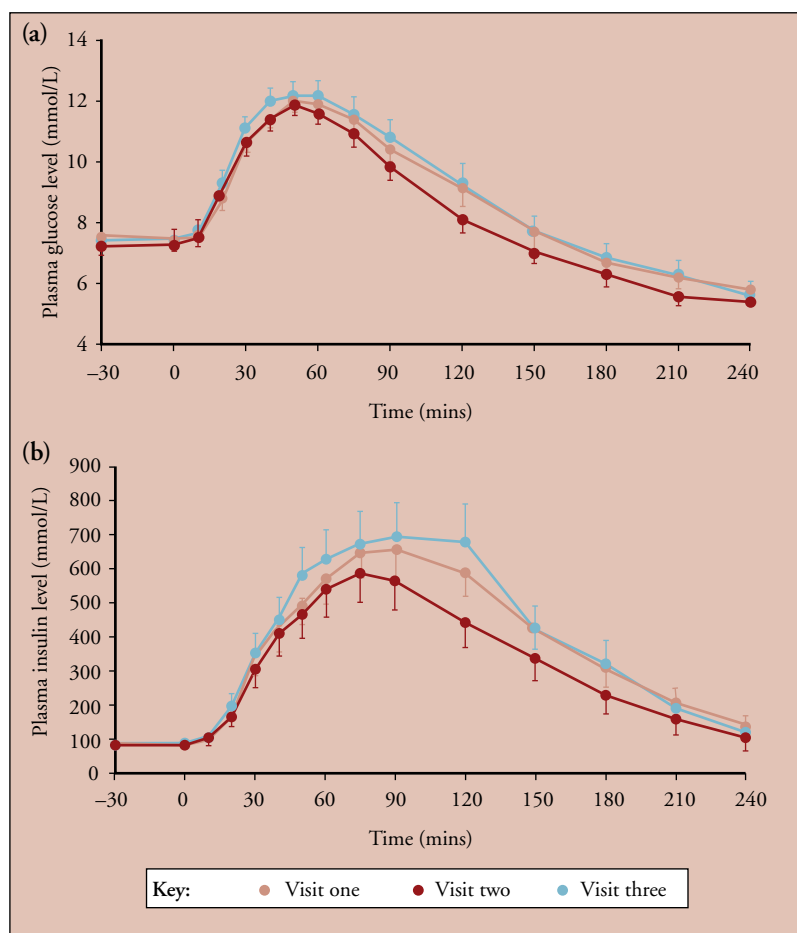 (a)
Plasma glucose level (mmol/L)
14
12
10
8
6
4
–30 0 30 60 90 120 150 180 210 240
Time (mins)
(b)
Plasma insulin level (mmol/L)
900
800
700
600
500
400
300
200
100
0
–30 0 30 60 90 120 150 180 210 240
Time (mins)
Key: Visit one Visit two Visit three